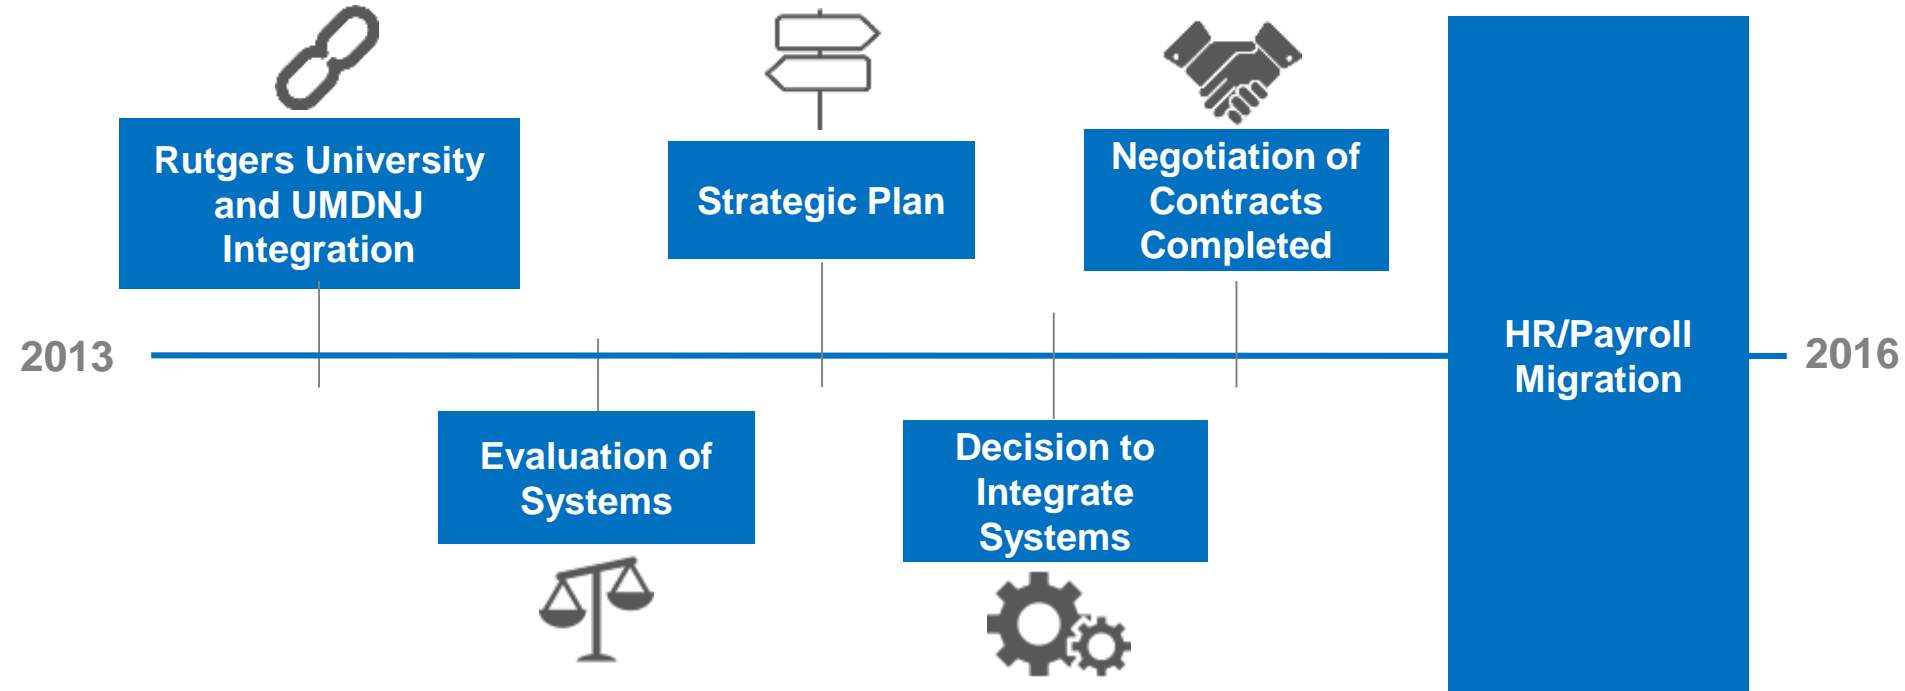 2013
Rutgers University
and UMDNJ
Integration
Evaluation of
Systems
Strategic Plan
Decision to
Integrate
Systems
Negotiation of
Contracts
Completed
HR/Payroll
Migration
2016